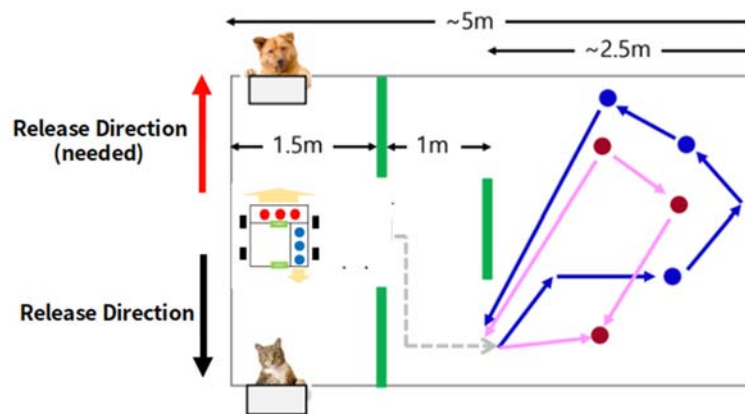 ~5m
~2.5m
Release Direction
(needed)
1.5m
1m
Release Direction